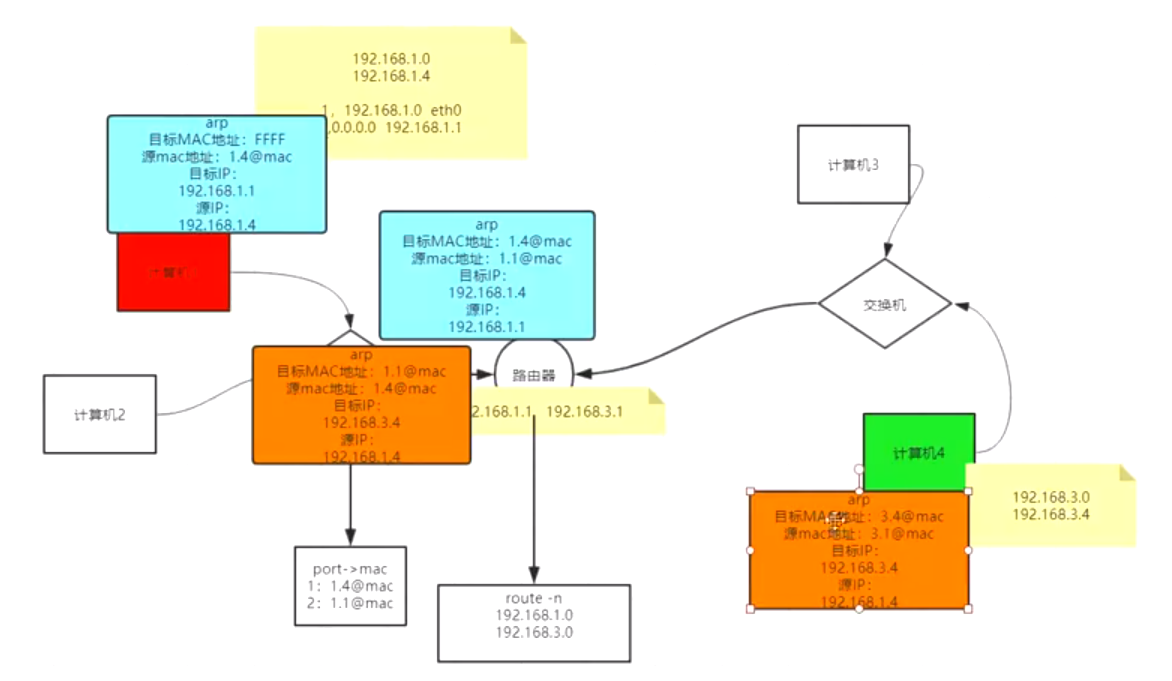 192.168.1.0
192.168.1.4
1，192.168.1.0 eth0
,0.0.0.0 192.168.1.1
arp
目标MAC地址：FFFF
源mac地址：1.4@mac
目标IP：
192.168.1.1
源IP：
192.168.1.4
计算机3
arp
目标MAC地址：1.4@mac
源mac地址：1.1@mac
目标IP：
192.168.1.4
源IP：
192.168.1.1
交换机
arp
目标MAC地址：1.1@mac
源mac地址：1.4@mac
目标IP：
192.168.3.4
源IP：
192.168.1.4
路由器
2.168.1.1 192.168.3.1
计算机2
计算机4
192.168.3.0
192.168.3.4
arp
目标MAC地址：3.4@mac
源mac地址：3.1@mac
目标IP：
192.168.3.4
源IP：
192.168.1.4
port->mac
1：1.4@mac
2：1.1@mac
route -n
192.168.1.0
192.168.3.0